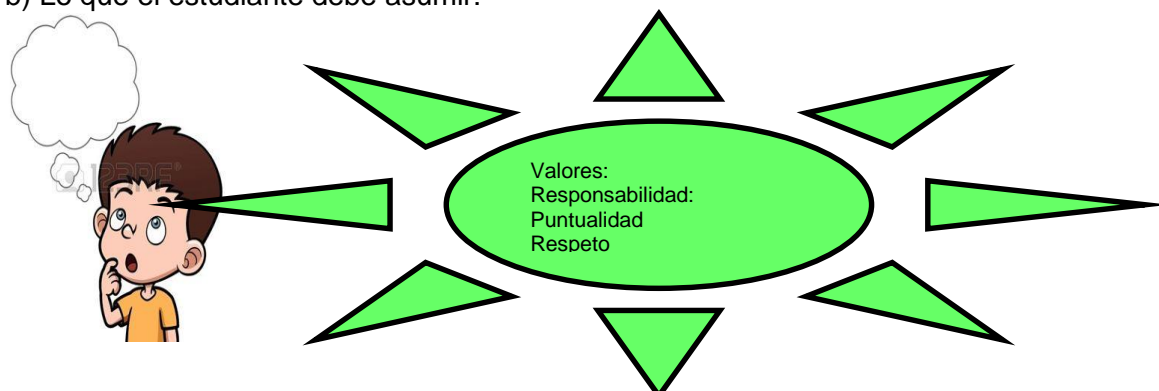 b) Lo que el estudiante debe asumir:
Valores:
Responsabilidad:
Puntualidad
Respeto